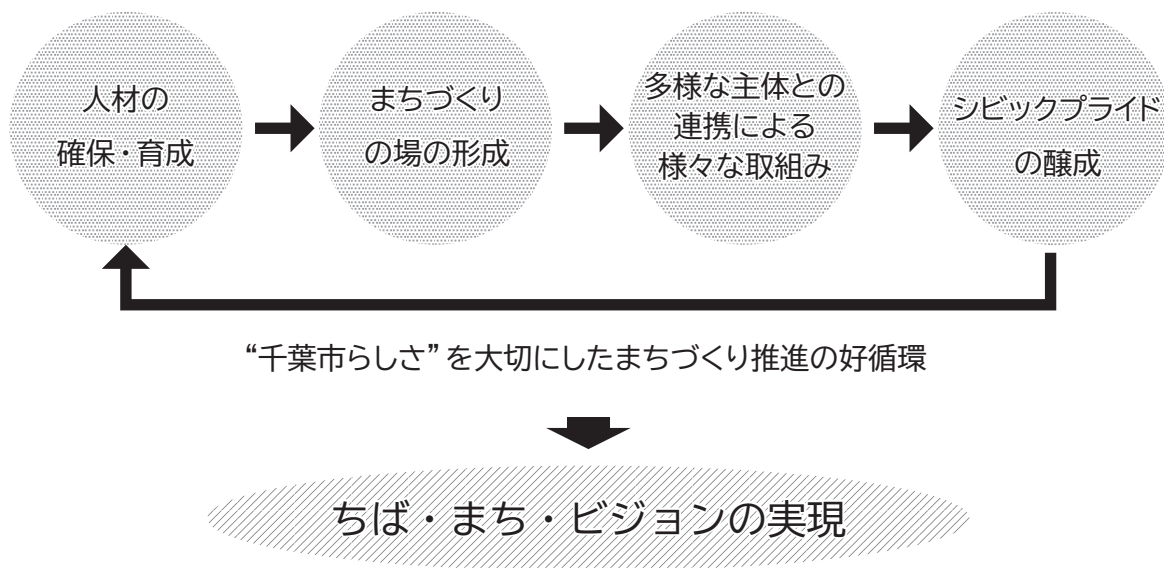 人材の
確保・育成
まちづくり
の場の形成
多様な主体との
連携による
様々な取組み
シビックプライド
の醸成
“千葉市らしさ”を大切にしたまちづくり推進の好循環
ちば・まち・ビジョンの実現